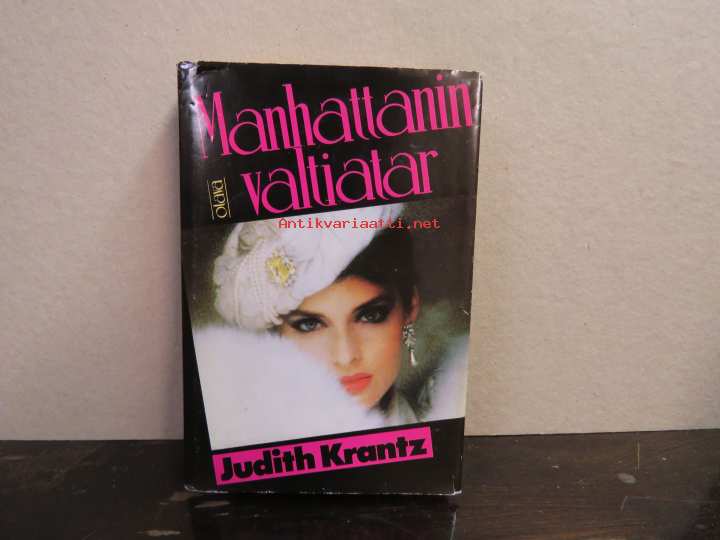 Manhattanin
valtiatar
otava
Antikvariaatti.net
Judith Krantz